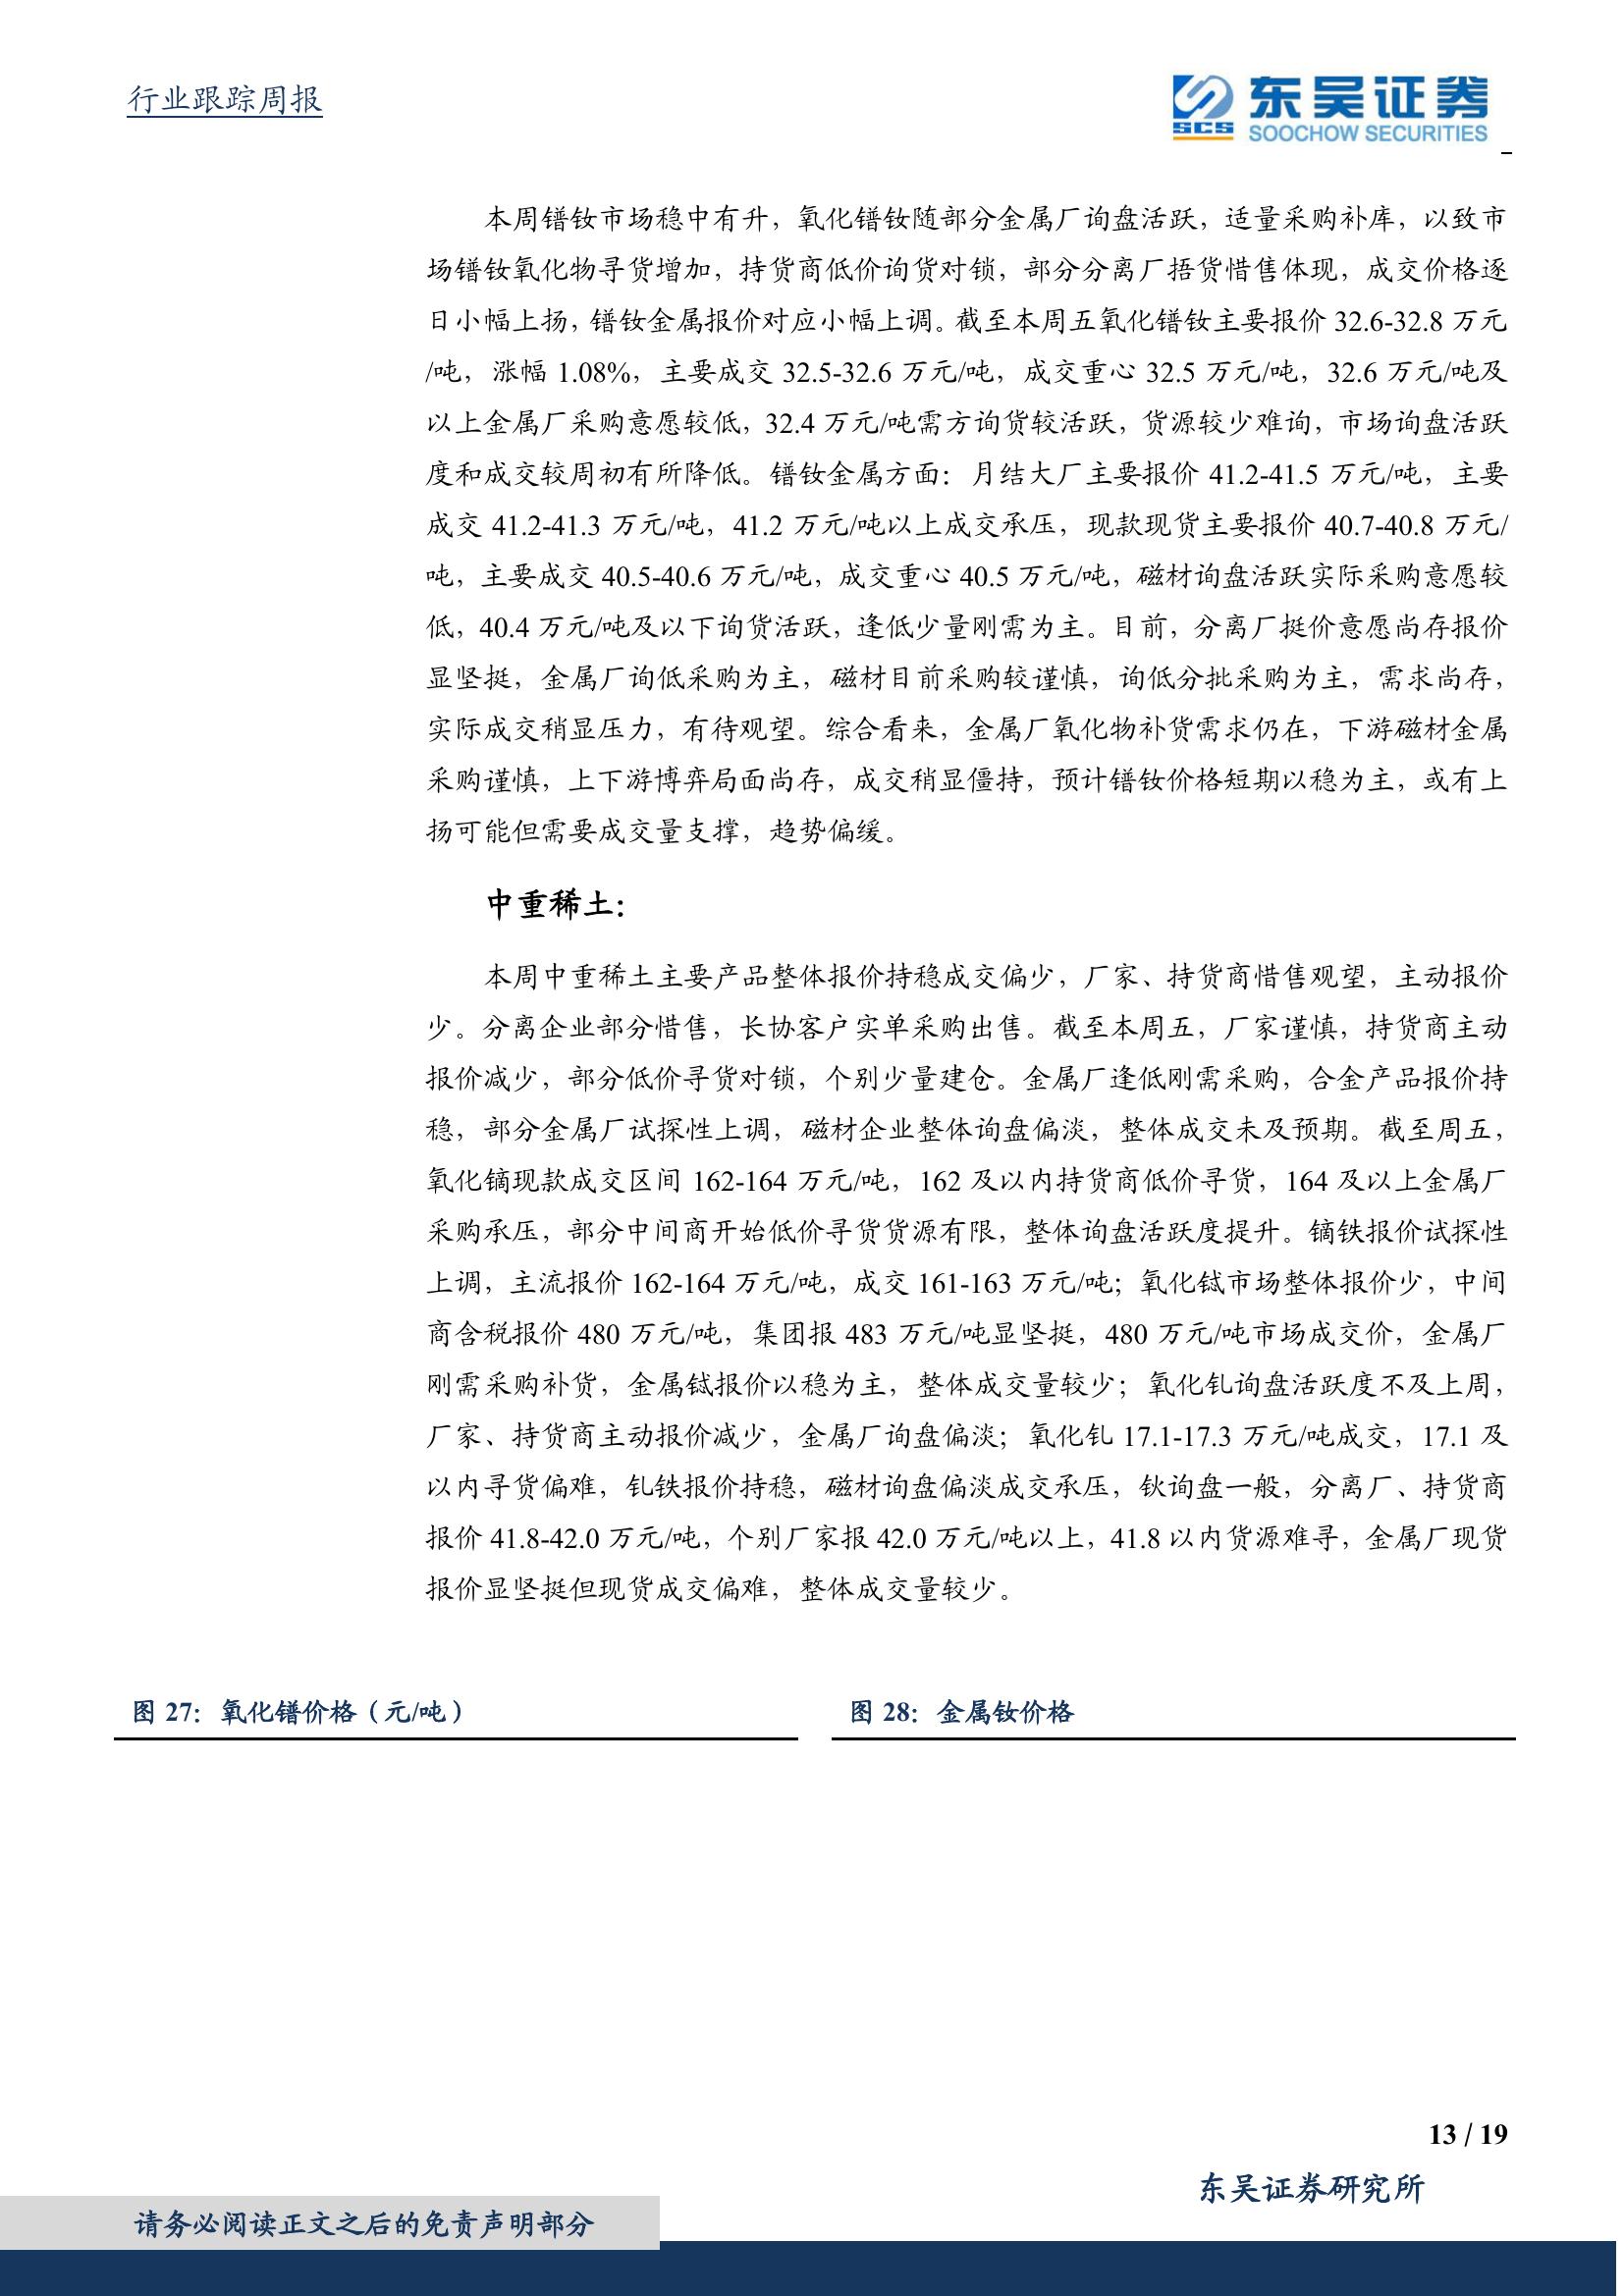 行业跟踪周报
SCS
东吴证券
SOOCHOW SECURITIES
本周镨钕市场稳中有升，氧化镨钕随部分金属厂询盘活跃，适量采购补库，以致市
场镨钕氧化物寻货增加，持货商低价询货对锁，部分分离厂捂货惜售体现，成交价格逐
日小幅上扬，镨钕金属报价对应小幅上调。截至本周五氧化镨钕主要报价 32.6-32.8 万元
/吨，涨幅 1.08%，主要成交 32.5-32.6 万元/吨，成交重心 32.5 万元/吨，32.6 万元/吨及
以上金属厂采购意愿较低，32.4 万元/吨需方询货较活跃，货源较少难询，市场询盘活跃
度和成交较周初有所降低。镨钕金属方面：月结大厂主要报价 41.2-41.5 万元/吨，主要
成交 41.2-41.3 万元/吨，41.2 万元/吨以上成交承压，现款现货主要报价 40.7-40.8 万元/
吨，主要成交 40.5-40.6 万元/吨，成交重心 40.5 万元/吨，磁材询盘活跃实际采购意愿较
低，40.4 万元/吨及以下询货活跃，逢低少量刚需为主。目前，分离厂挺价意愿尚存报价
显坚挺，金属厂询低采购为主，磁材目前采购较谨慎，询低分批采购为主，需求尚存，
实际成交稍显压力，有待观望。综合看来，金属厂氧化物补货需求仍在，下游磁材金属
采购谨慎，上下游博弈局面尚存，成交稍显僵持，预计镨钕价格短期以稳为主，或有上
扬可能但需要成交量支撑，趋势偏缓。
中重稀土：
本周中重稀土主要产品整体报价持稳成交偏少，厂家、持货商惜售观望，主动报价
少。分离企业部分惜售，长协客户实单采购出售。截至本周五，厂家谨慎，持货商主动
报价减少，部分低价寻货对锁，个别少量建仓。金属厂逢低刚需采购，合金产品报价持
稳，部分金属厂试探性上调，磁材企业整体询盘偏淡，整体成交未及预期。截至周五，
氧化镝现款成交区间 162-164 万元/吨，162 及以内持货商低价寻货，164 及以上金属厂
采购承压，部分中间商开始低价寻货货源有限，整体询盘活跃度提升。镝铁报价试探性
上调，主流报价 162-164 万元/吨，成交 161-163 万元/吨；氧化铽市场整体报价少，中间
商含税报价 480 万元/吨，集团报 483 万元/吨显坚挺，480 万元/吨市场成交价，金属厂
刚需采购补货，金属铽报价以稳为主，整体成交量较少；氧化钆询盘活跃度不及上周，
厂家、持货商主动报价减少，金属厂询盘偏淡；氧化钆 17.1-17.3 万元/吨成交，17.1 及
以内寻货偏难，钆铁报价持稳，磁材询盘偏淡成交承压，钬询盘一般，分离厂、持货商
报价 41.8-42.0 万元/吨，个别厂家报 42.0 万元/吨以上，41.8 以内货源难寻，金属厂现货
报价显坚挺但现货成交偏难，整体成交量较少。
图 27：氧化镨价格（元/吨）
图 28：金属钕价格
13 / 19
东吴证券研究所
请务必阅读正文之后的免责声明部分